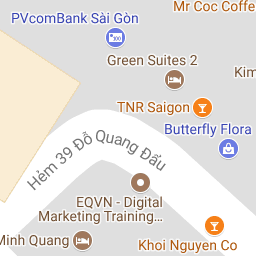 PVcomBank Sài Gòn
Mr Coc Coffe
Green Suites 2
Kim
TNR Saigon
Butterfly Flora
Hẻm 39 Đỗ Quang Đẩu
EQVN - Digital
Marketing Training...
Minh Quang
Khoi Nguyen Co